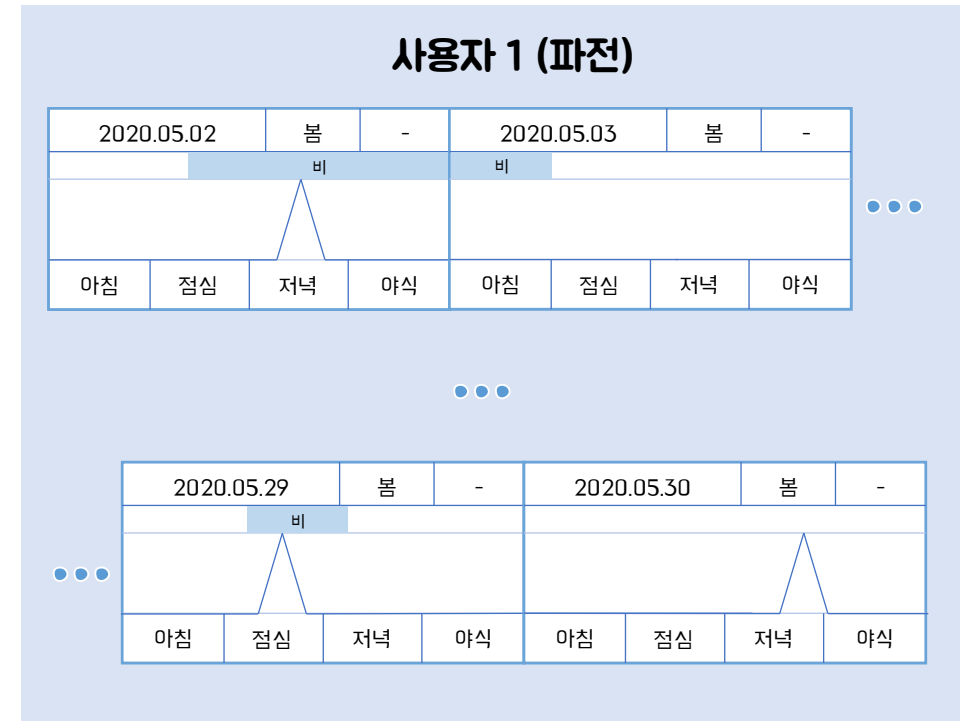 사용자 1 (파전)
2020.05.02 봄 - 2020.05.03 봄 -
비 비
아침 점심 저녁 야식 아침 점심 저녁 야식
2020.05.29 봄 - 2020.05.30 봄 -
비
아침 점심 저녁 야식 아침 점심 저녁 야식